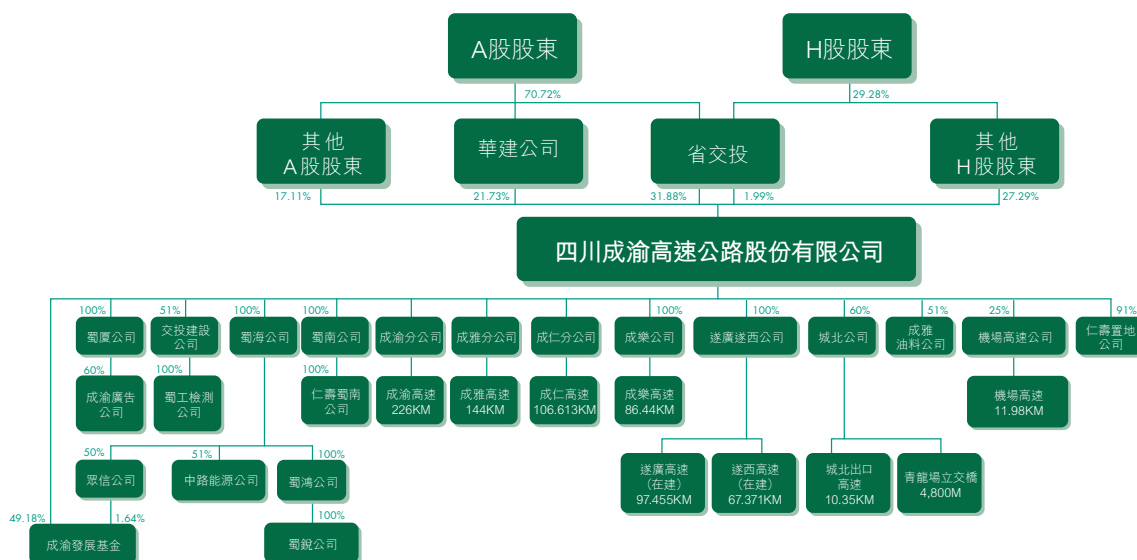 A股股東
H股股東
70.72%
29.28%
其他
A股股東
華建公司
省交投
其他
H股股東
17.11%
21.73%
31.88%
1.99%
27.29%
四川成渝高速公路股份有限公司
100%
51%
100%
100%
100%
100%
60%
51%
25%
91%
蜀廈公司
交投建設
公司
蜀海公司
蜀南公司
成渝分公司
成雅分公司
成仁分公司
成樂公司
遂廣遂西公司
城北公司
成雅
油料公司
機場高速公司
仁壽置地
公司
60%
100%
100%
成渝廣告
公司
蜀工檢測
公司
仁壽蜀南
公司
成渝高速
226KM
成雅高速
144KM
成仁高速
106.613KM
成樂高速
86.44KM
機場高速
11.98KM
50%
51%
100%
眾信公司
中路能源公司
蜀鴻公司
遂廣高速
(在建)
97.455KM
遂西高速
(在建)
67.371KM
城北出口
高速
10.35KM
青龍場立交橋
4,800M
49.18%
1.64%
100%
成渝發展基金
蜀銳公司